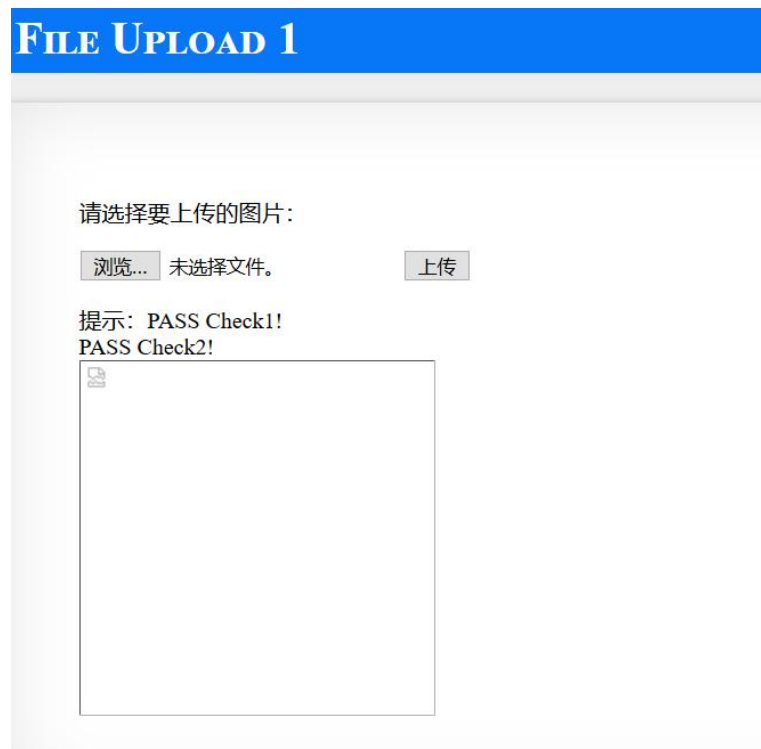 FILE UPLOAD 1
请选择要上传的图片：
浏览... 未选择文件。 上传
提示：PASS Check1!
PASS Check2!